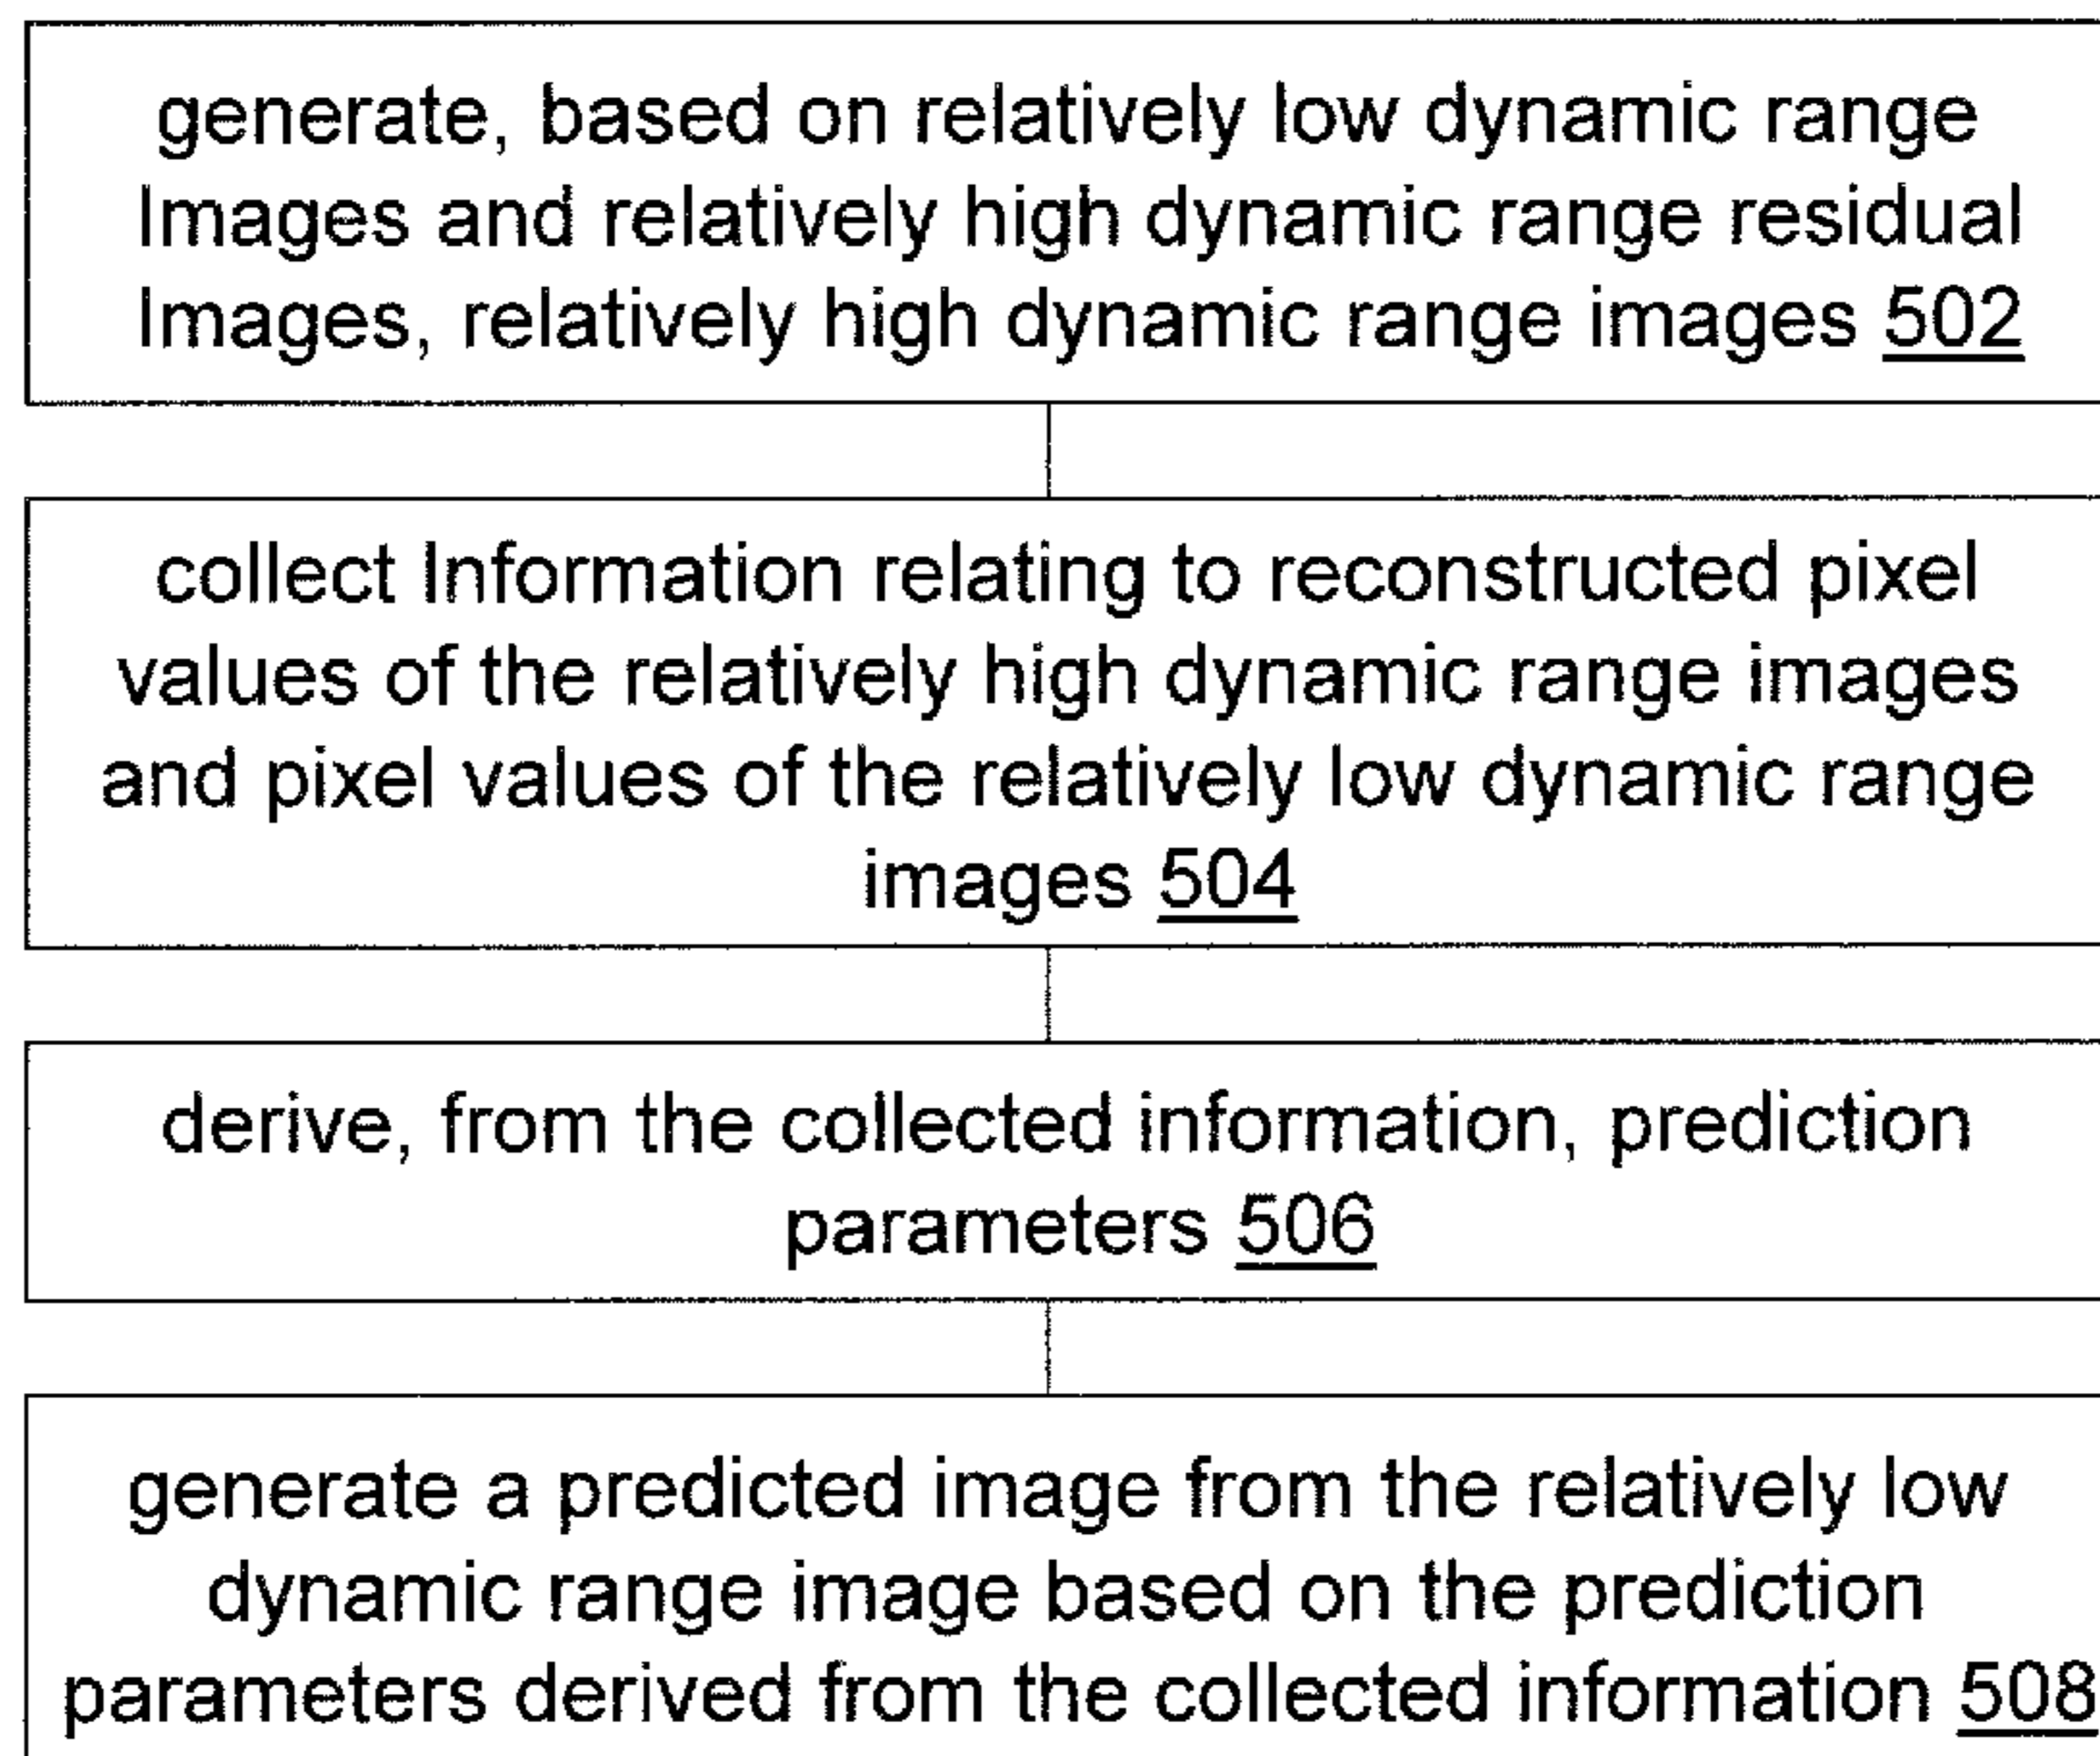 generate, based on relatively low dynamic range
Images and relatively high dynamic range residual
Images, relatively high dynamic range images 502
collect Information relating to reconstructed pixel
values of the relatively high dynamic range images
and pixel values of the relatively low dynamic range
images 504
derive, from the collected information, prediction
parameters 506
generate a predicted image from the relatively low
dynamic range image based on the prediction
parameters derived from the collected information 508